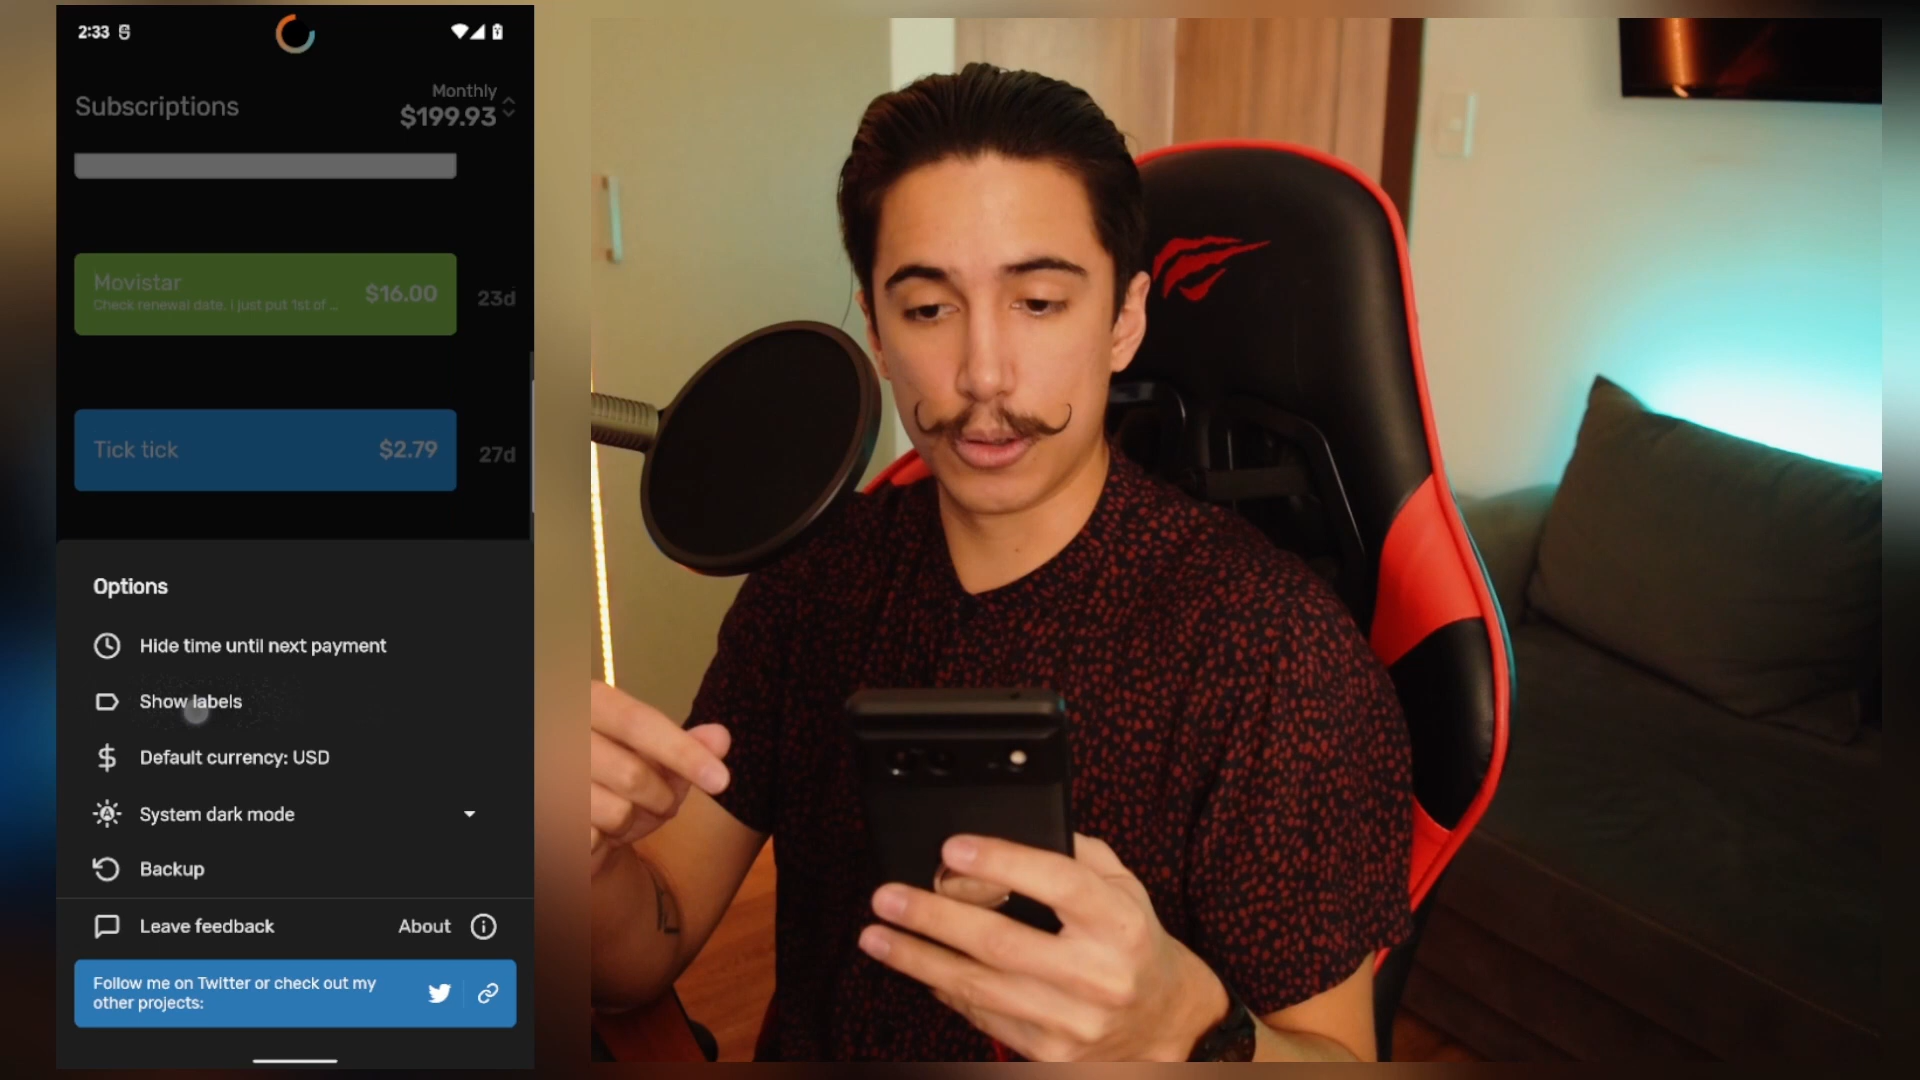 2:33
Monthly
Subscriptions
$199.93
Movistar
Check renewal date. i just put 1st of ...
$16.00
23d
Tick tick
$2.79
27d
Options
Hide time until next payment
Show labels
Default currency: USD
System dark mode
Backup
Leave feedback
About
Follow me on Twitter or check out my
other projects: